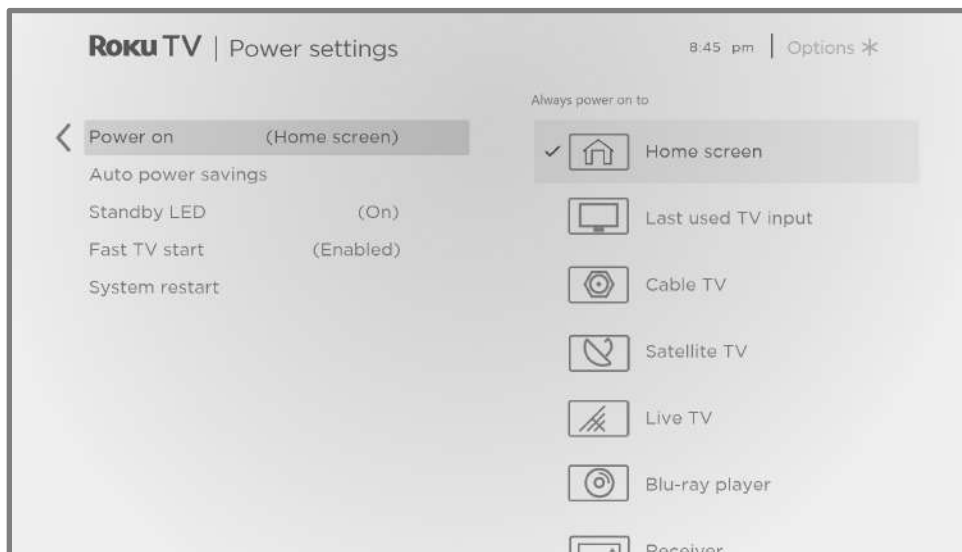 Roku TV | Power settings
8:45 pm | Options
Always power on to
Power on (Home screen)
Auto power savings
Standby LED (On)
Fast TV start (Enabled)
System restart
Home screen
Last used TV input
Cable TV
Satellite TV
Live TV
Blu-ray player
Receiver